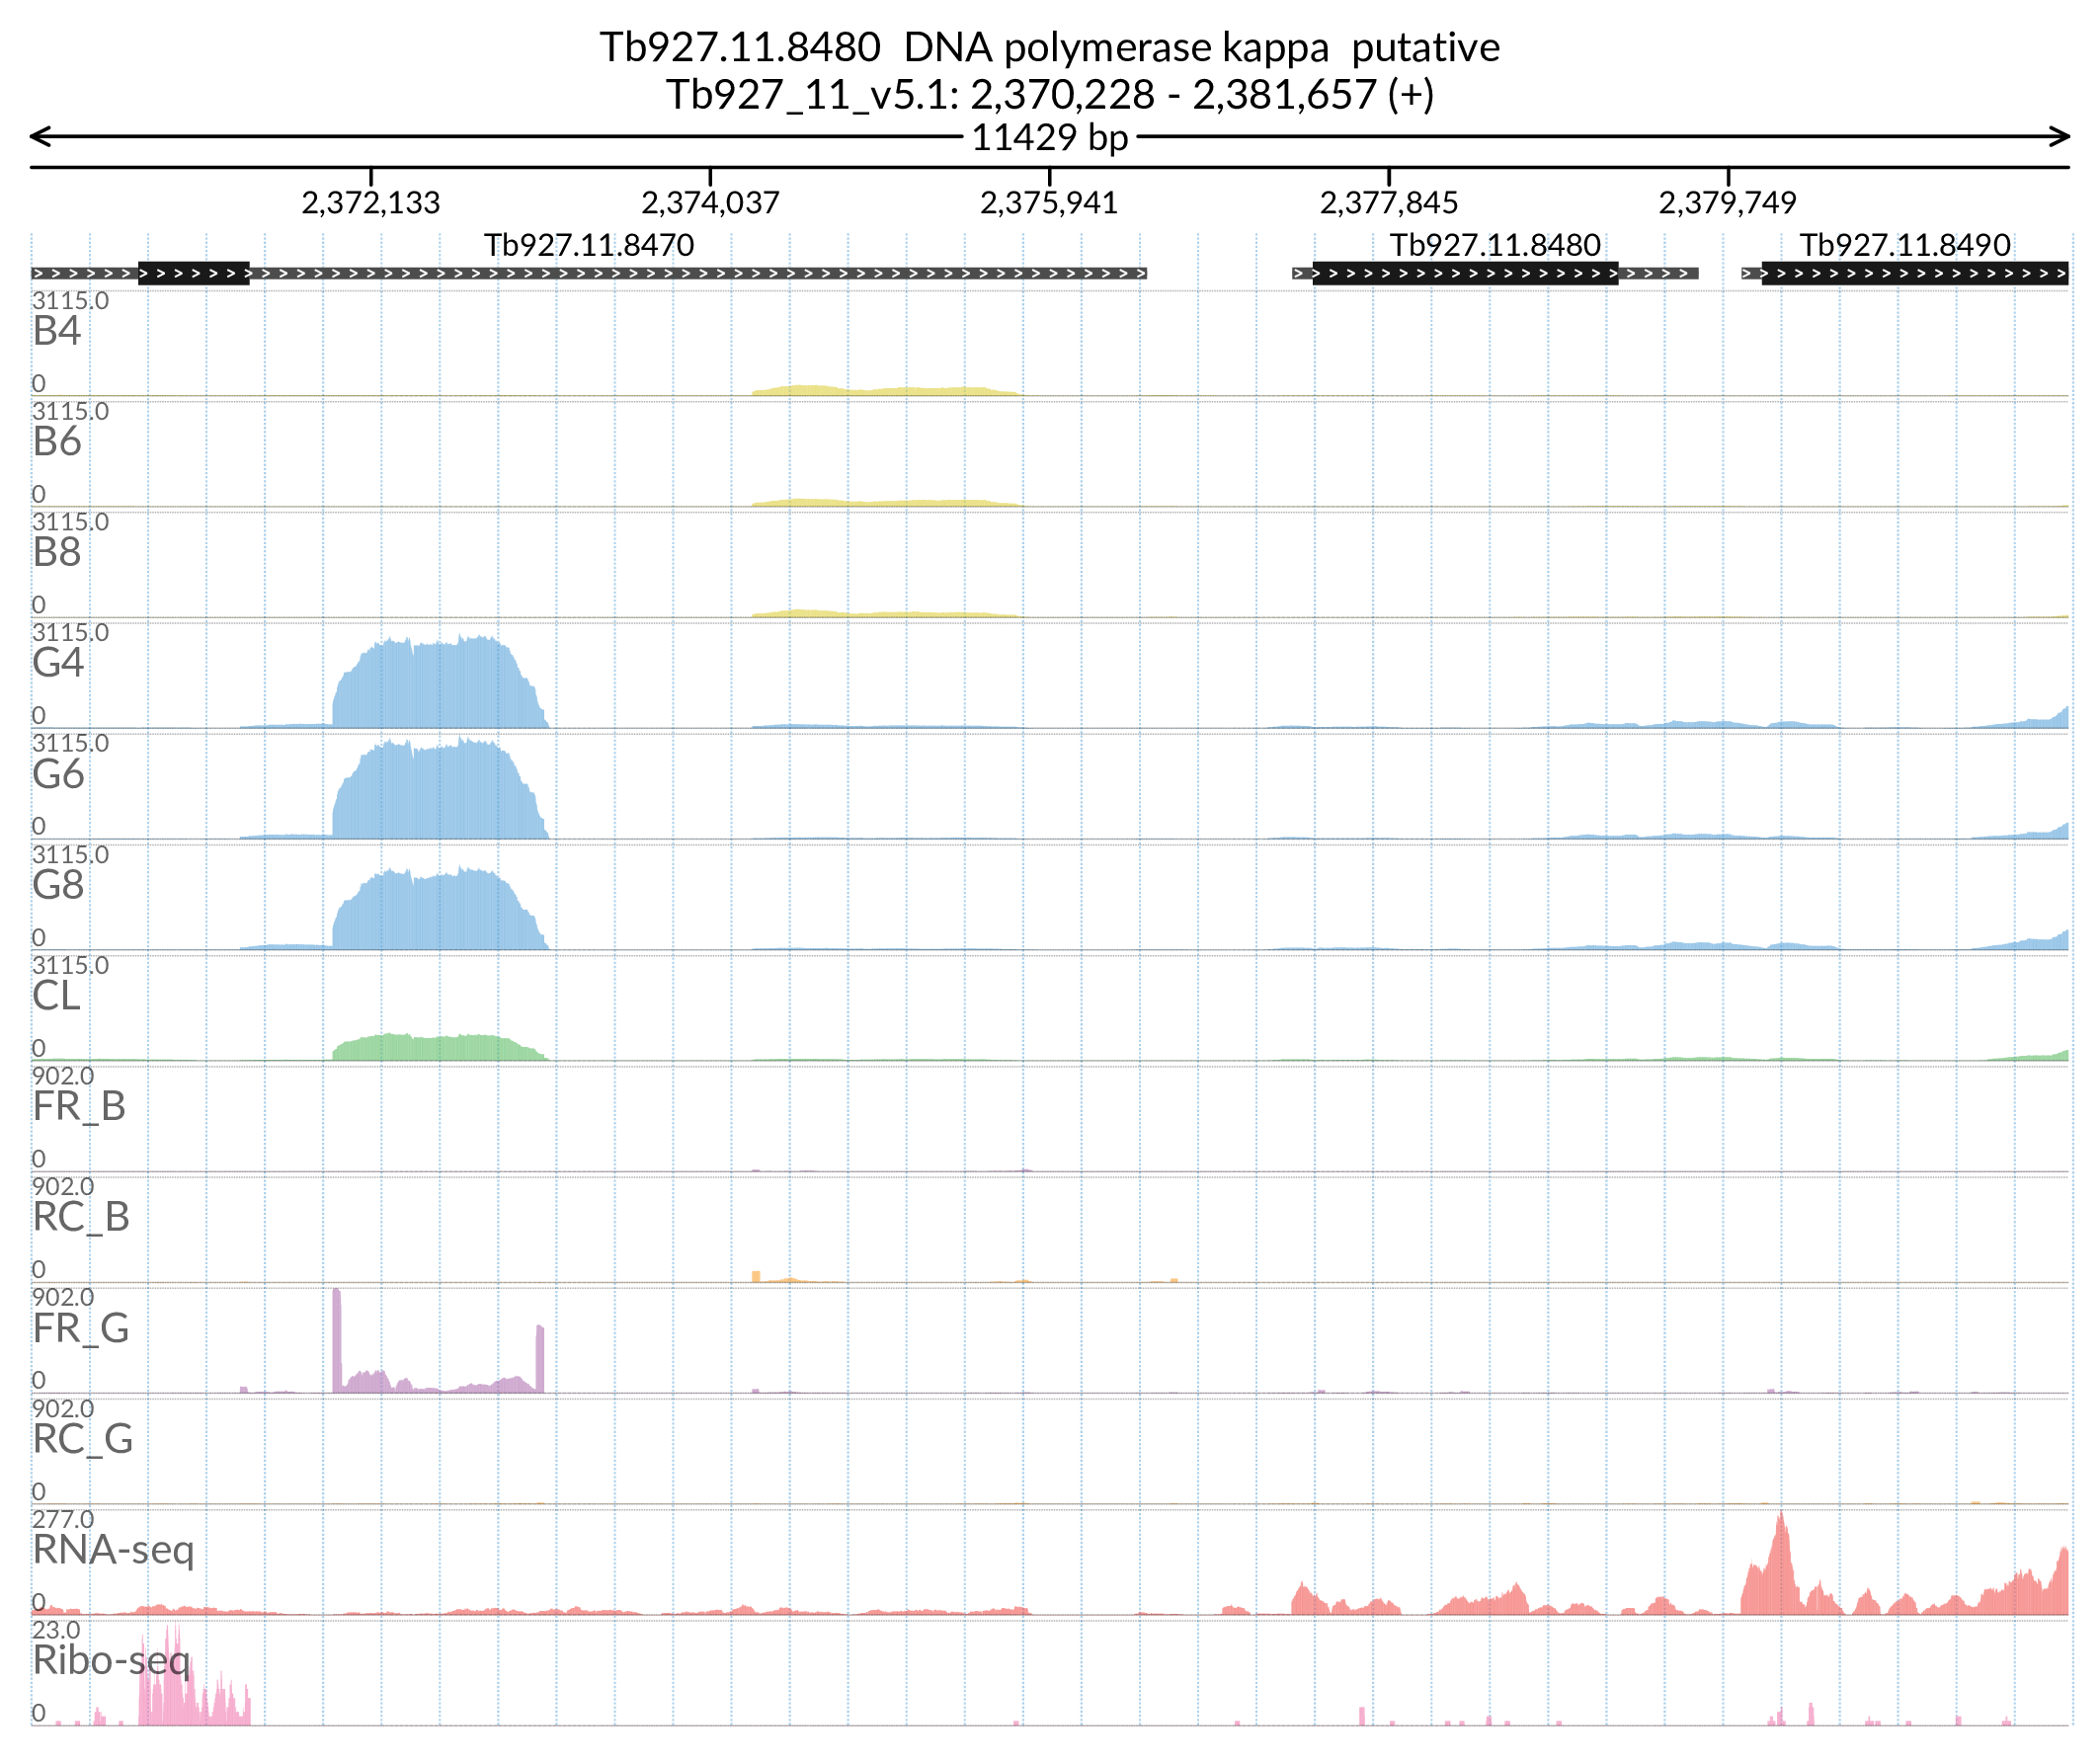 Tb927.11.8480  DNA polymerase kappa  putative
Tb927_11_v5.1: 2,370,228 - 2,381,657 (+)
11429 bp
2,372,133 2,374,037 2,375,941 2,377,845 2,379,749
Tb927.11.8470 Tb927.11.8480 Tb927.11.8490
3115.0
B4
0
3115.0
B6
0
3115.0
B8
0
3115.0
G4
0
3115.0
G6
0
3115.0
G8
0
3115.0
CL
0
902.0
FR_B
0
902.0
RC_B
0
902.0
FR_G
0
902.0
RC_G
0
277.0
RNA-seq
0
23.0
Ribo-seq
0